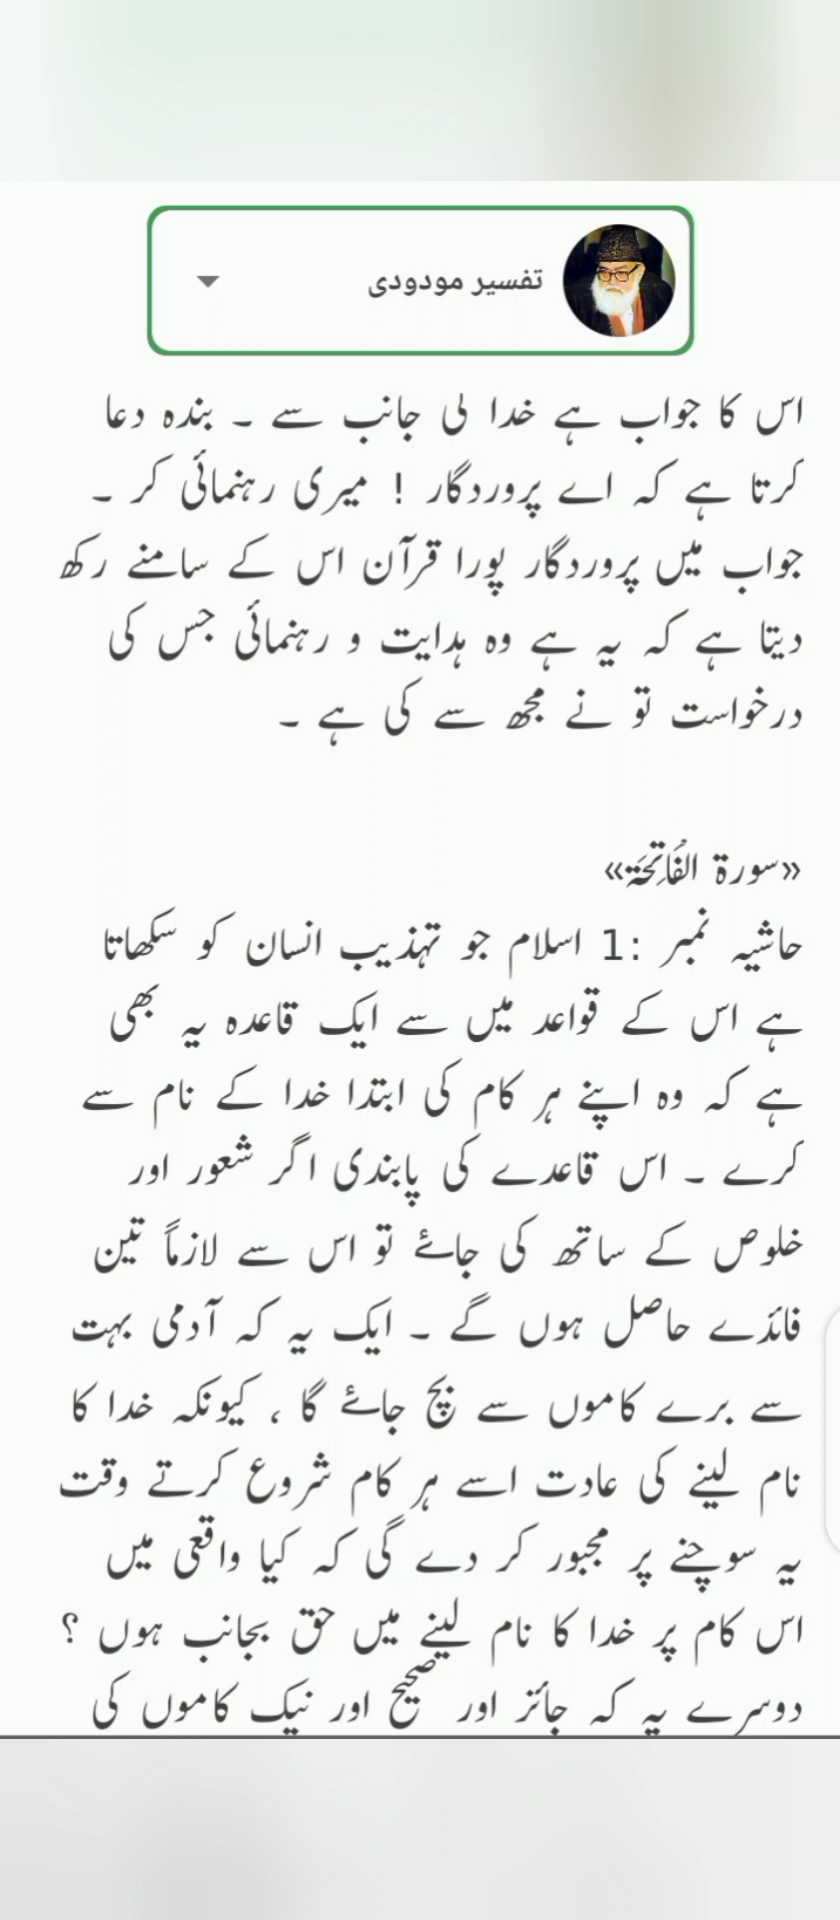 تفسیر مودودی
اس کا جواب ہے خدا لی جانب سے ۔ بندہ دعا
کرتا ہے کہ اے پروردگار ! میری رہنمائی کر ۔
جواب میں پروردگار پورا قرآن اس کے سامنے رکھ
دیتا ہے کہ یہ ہے وہ ہدایت و رہنمائی جس کی
درخواست تو نے مجھ سے کی ہے ۔
«سورة الْفَاتِحَة»
حاشیہ نمبر :1 اسلام جو تہذیب انسان کو سکھاتا
ہے اس کے قواعد میں سے ایک قاعدہ یہ بھی
ہے کہ وہ اپنے ہر کام کی ابتدا خدا کے نام سے
کرے ۔ اس قاعدے کی پابندی اگر شعور اور
خلوص کے ساتھ کی جائے تو اس سے لازماً تین
فائدے حاصل ہوں گے ۔ ایک یہ کہ آدمی بہت
سے برے کاموں سے بچ جائے گا ، کیونکہ خدا کا
نام لینے کی عادت اسے ہر کام شروع کرتے وقت
یہ سوچنے پر مجبور کر دے گی کہ کیا واقعی میں
اس کام پر خدا کا نام لینے میں حق بجانب ہوں ؟
دوسرے یہ کہ جائز اور صحیح اور نیک کاموں کی